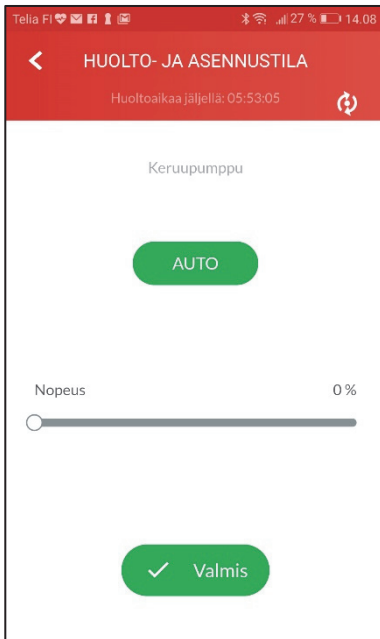 Telia FI 27 % 14.08
HUOLTO- JA ASENNUSTILA
Huoltoaikaa jäljellä: 05:53:05
Keruupumppu
AUTO
Nopeus 0 %
Valmis